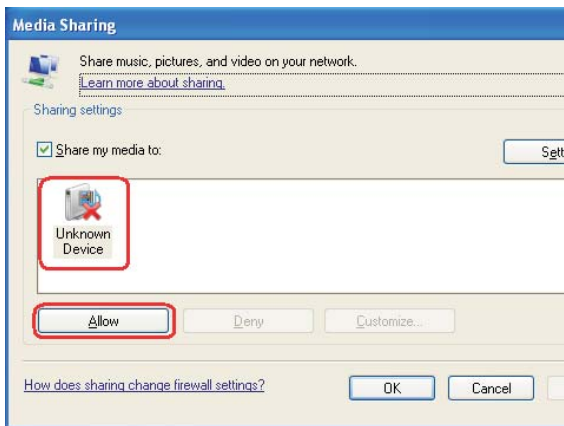 Media Sharing
Share music, pictures, and video on your network.
Learn more about sharing.
Sharing settings
Share my media to:
Sett
Unknown
Device
Allow Deny Customize...
How does sharing change firewall settings?
OK Cancel